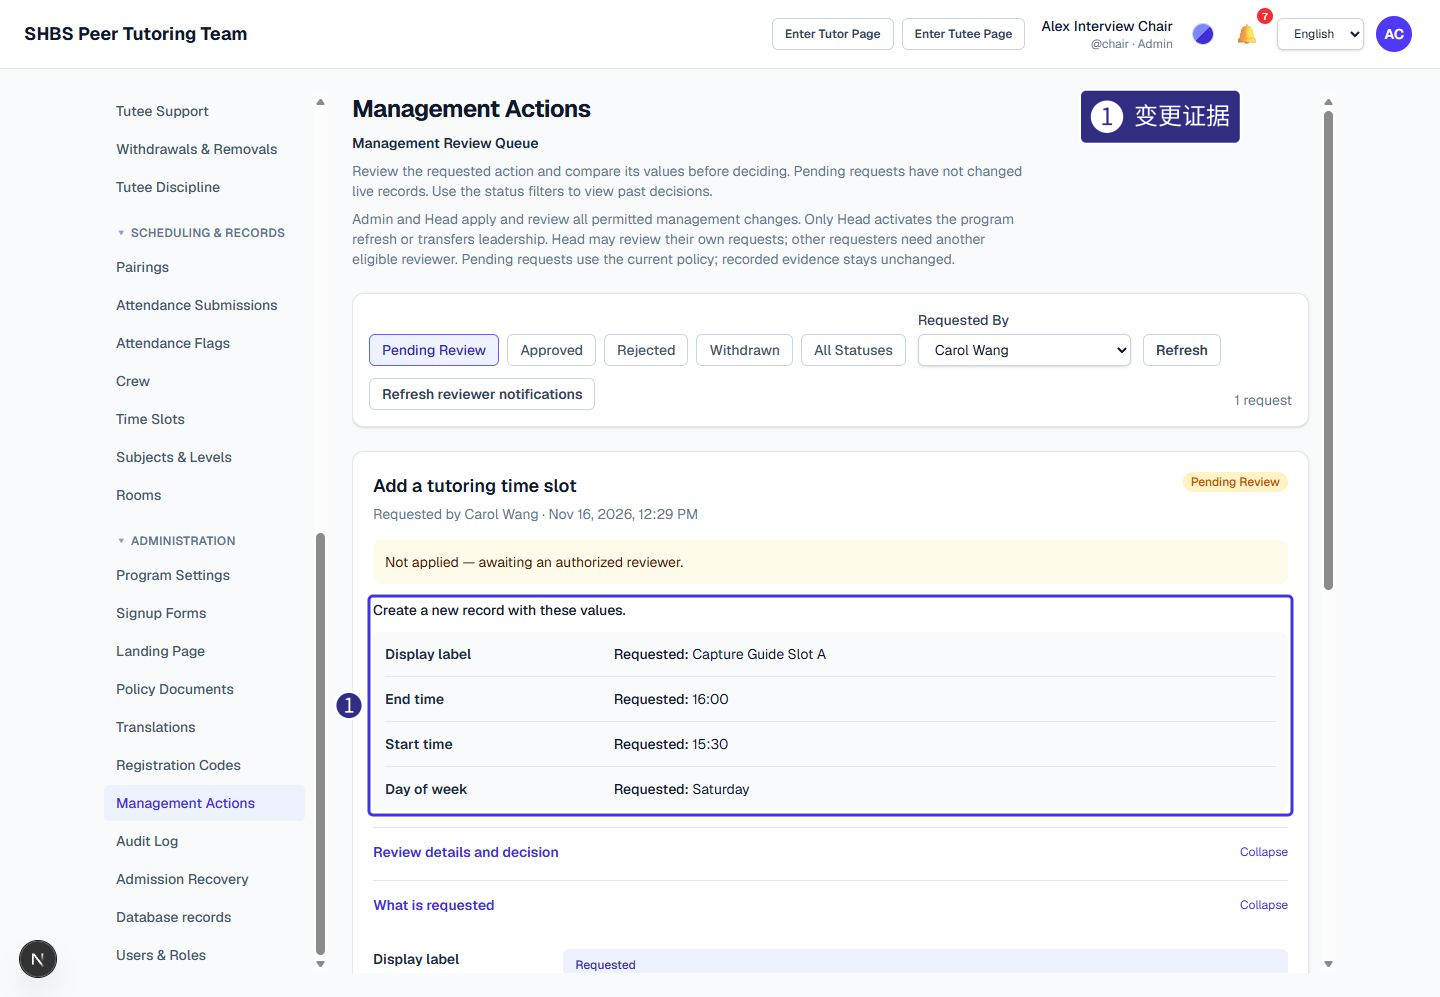 SHBS Peer Tutoring Team
Enter Tutor Page
Enter Tutee Page
Alex Interview Chair
@chair · Admin
7
English
AC
Tutee Support
Withdrawals & Removals
Tutee Discipline
SCHEDULING & RECORDS
Pairings
Attendance Submissions
Attendance Flags
Crew
Time Slots
Subjects & Levels
Rooms
ADMINISTRATION
Program Settings
Signup Forms
Landing Page
Policy Documents
Translations
Registration Codes
Management Actions
Audit Log
Admission Recovery
Database records
Users & Roles
N
Management Actions
1 变更证据
Management Review Queue
Review the requested action and compare its values before deciding. Pending requests have not changed
live records. Use the status filters to view past decisions.
Admin and Head apply and review all permitted management changes. Only Head activates the program
refresh or transfers leadership. Head may review their own requests; other requesters need another
eligible reviewer. Pending requests use the current policy; recorded evidence stays unchanged.
Requested By
Pending Review
Approved
Rejected
Withdrawn
All Statuses
Carol Wang
Refresh
Refresh reviewer notifications
1 request
Add a tutoring time slot
Pending Review
Requested by Carol Wang · Nov 16, 2026, 12:29 PM
Not applied — awaiting an authorized reviewer.
Create a new record with these values.
Display label Requested: Capture Guide Slot A
End time Requested: 16:00
1
Start time Requested: 15:30
Day of week Requested: Saturday
Review details and decision Collapse
What is requested Collapse
Display label Requested